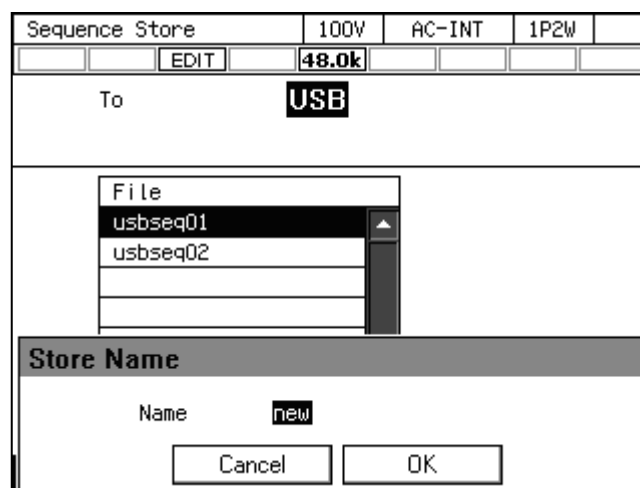 Sequence Store 100V AC-INT 1P2W
EDIT 48.0k
To USB
File
usbseq01
usbseq02
Store Name
Name new
Cancel OK